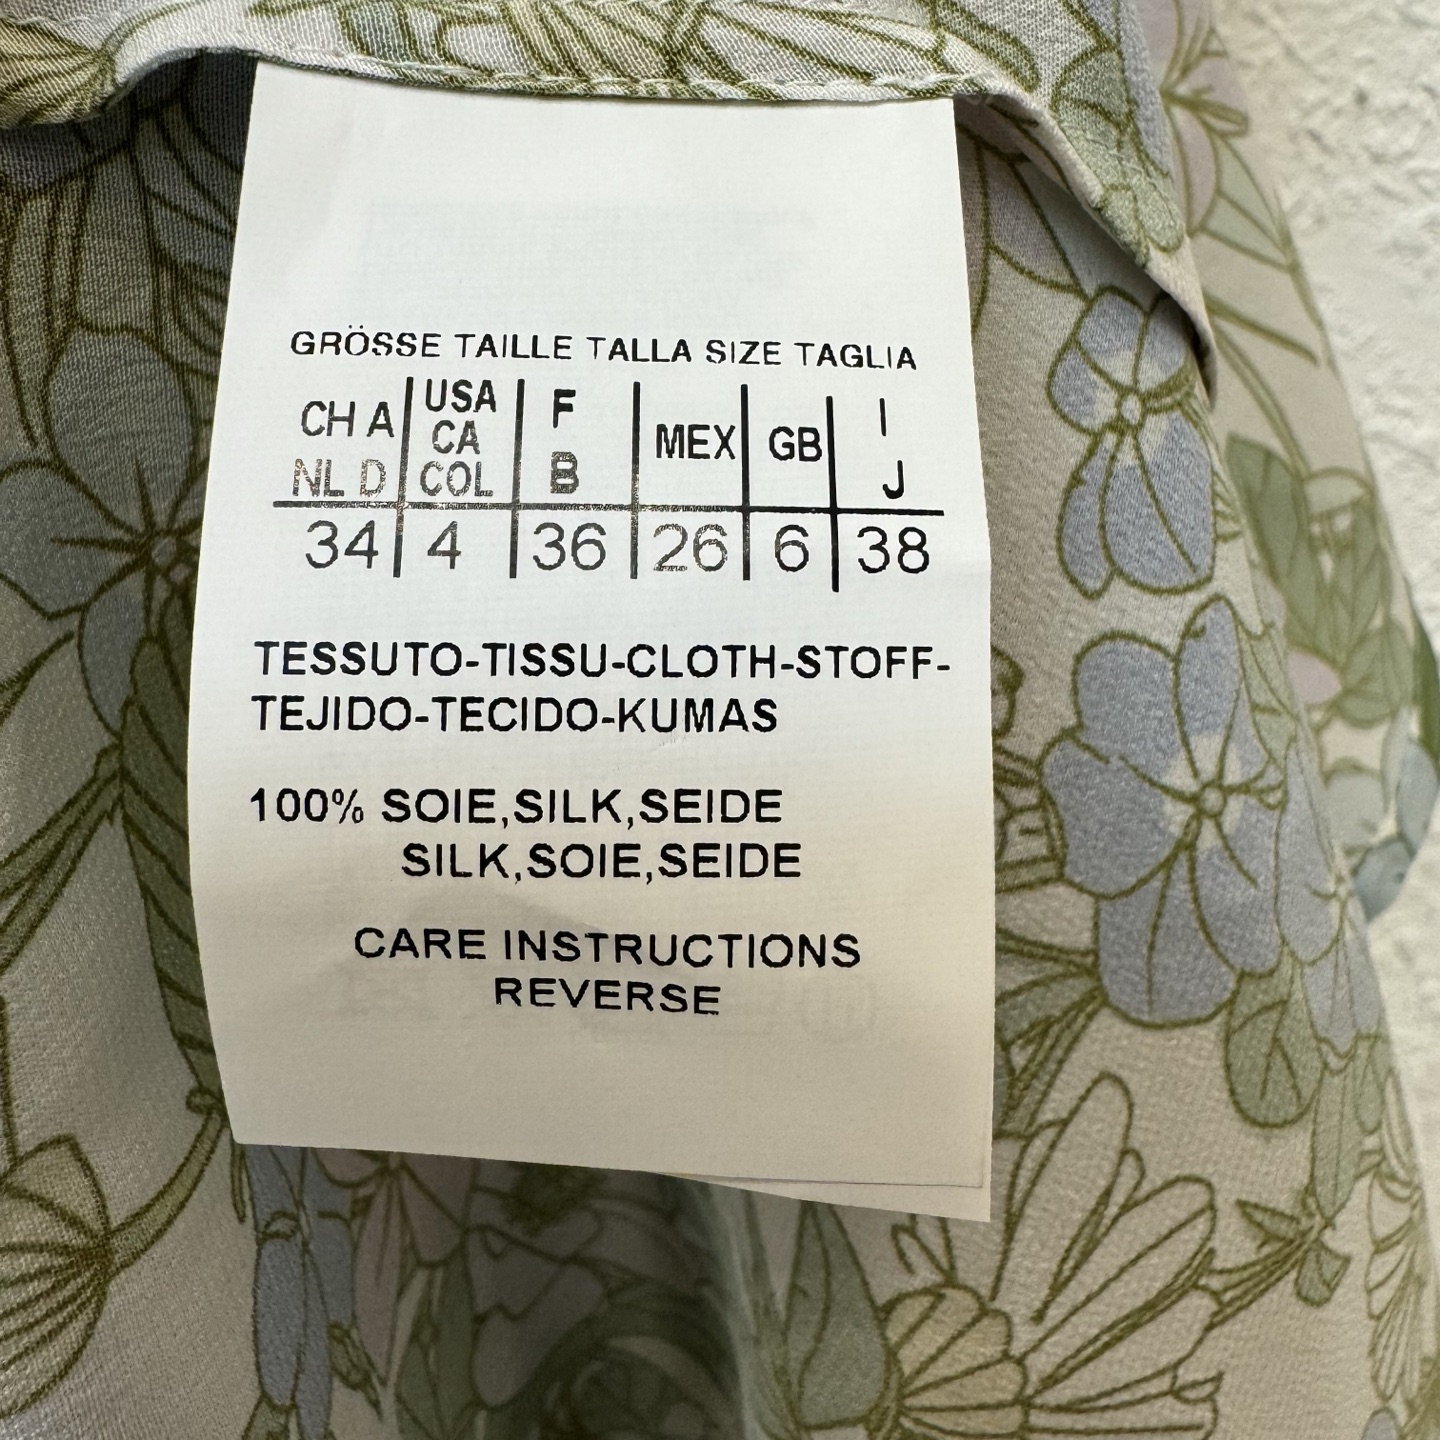 GRÖSSE TAILLE TALLA SIZE TAGLIA
CH A USA F MEX GB I
NL D CA B J
COL
34 4 36 26 6 38
TESSUTO-TISSU-CLOTH-STOFF-
TEJIDO-TECIDO-KUMAS
100% SOIE,SILK,SEIDE
SILK,SOIE,SEIDE
CARE INSTRUCTIONS
REVERSE